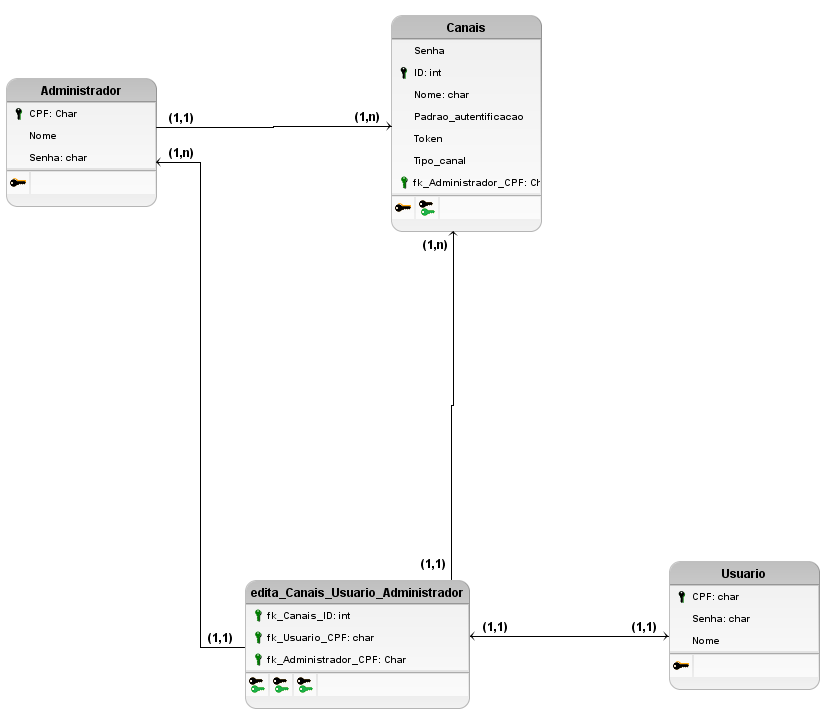 Canais
Senha
ID: int
Nome: char
Padrao_autentificacao
Token
Tipo_canal
fk_Administrador_CPF: Ch
Administrador
CPF: Char
Nome
Senha: char
(1,1)
(1,n)
(1,n)
(1,n)
(1,1)
(1,1)
edita_Canais_Usuario_Administrador
fk_Canais_ID: int
fk_Usuario_CPF: char
fk_Administrador_CPF: Char
(1,1)
(1,1)
Usuario
CPF: char
Senha: char
Nome